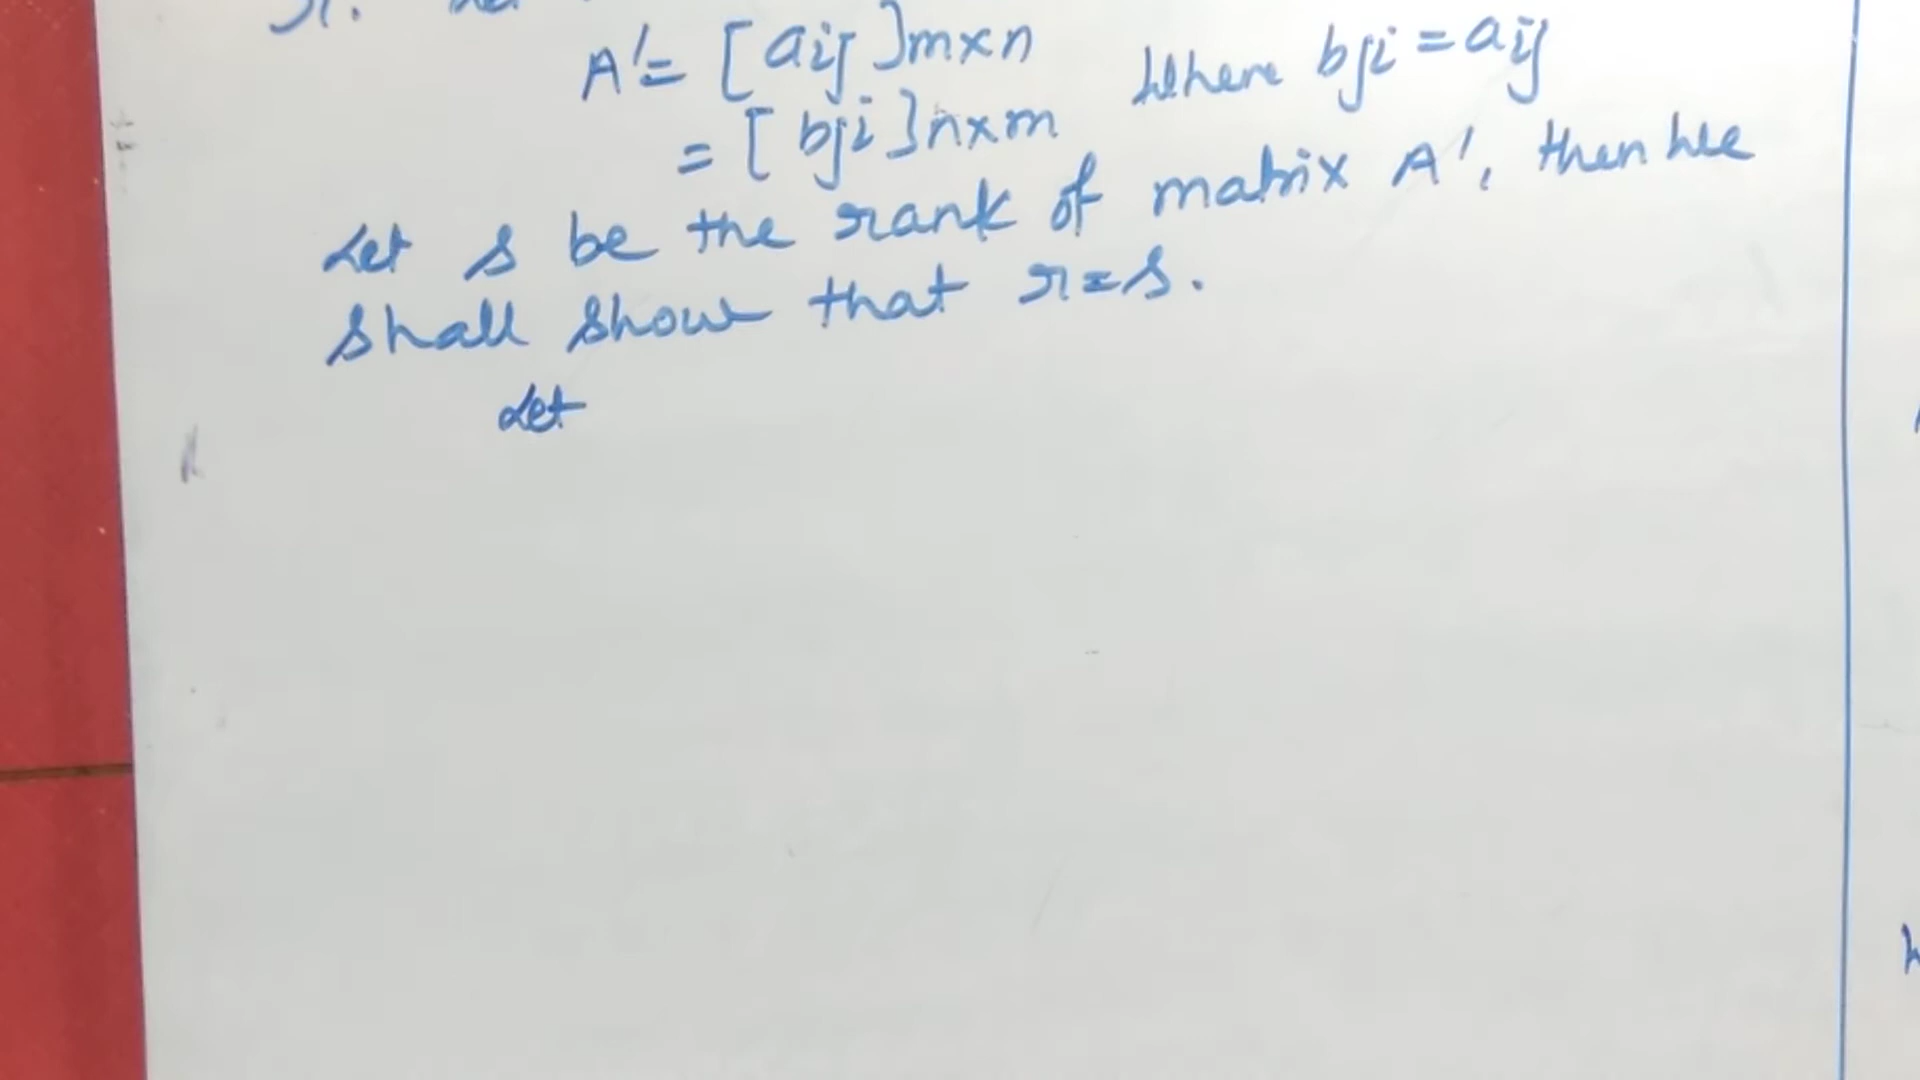 A' = [aij]m×n
= [bji]n×m where bji = aij
Let s be the rank of matrix A', then we
shall show that r=s.
Let